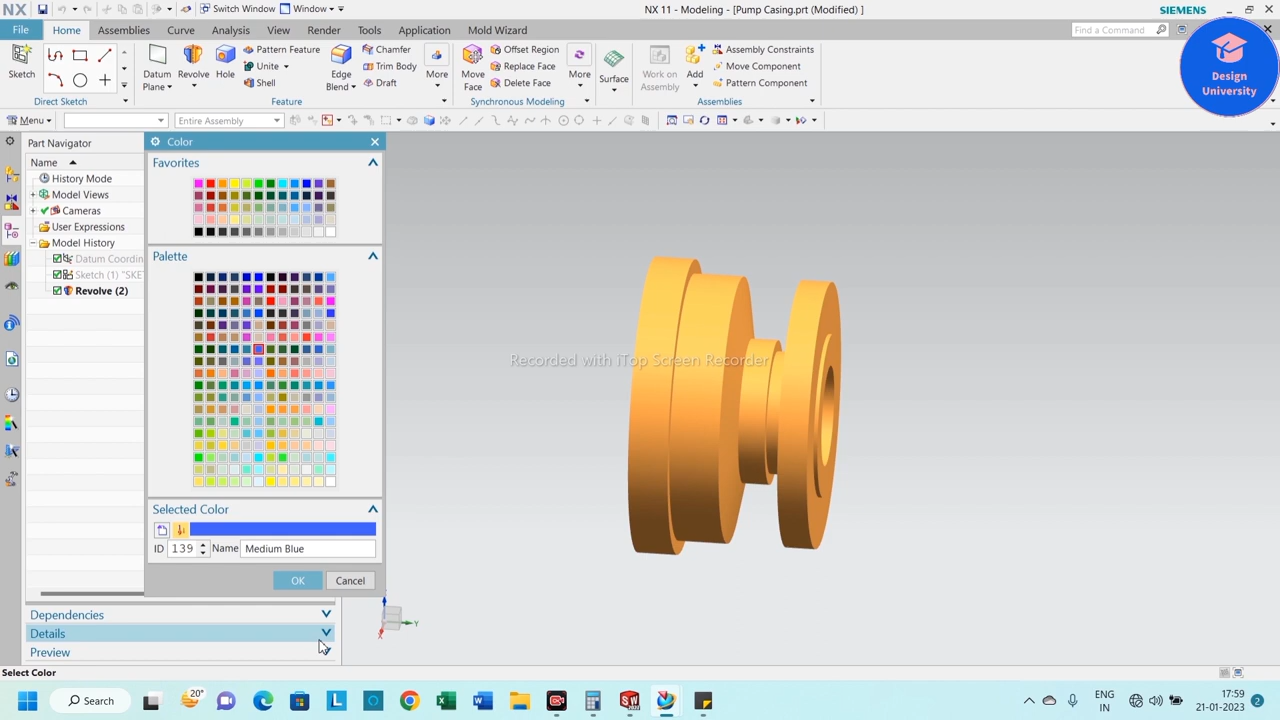 NX
Switch Window
Window
NX 11 - Modeling - [Pump Casing.prt (Modified) ]
SIEMENS
File
Home
Assemblies
Curve
Analysis
View
Render
Tools
Application
Mold Wizard
Find a Command
Sketch
Direct Sketch
Datum Plane
Revolve
Hole
Pattern Feature
Unite
Shell
Edge Blend
Chamfer
Trim Body
Draft
More
Feature
Move Face
Offset Region
Replace Face
Delete Face
More
Synchronous Modeling
Surface
Work on Assembly
Add
Assembly Constraints
Move Component
Pattern Component
Assemblies
Design
University
Menu
Entire Assembly
Part Navigator
Name
History Mode
Model Views
Cameras
User Expressions
Model History
Datum Coordin
Sketch (1) "SKE
Revolve (2)
Color
Favorites
Palette
Selected Color
ID 139 Name Medium Blue
OK
Cancel
Recorded with iTop Screen Recorder
Dependencies
Details
Preview
Y
X
Select Color
Search
20°
ENG
IN
17:59
21-01-2023
2